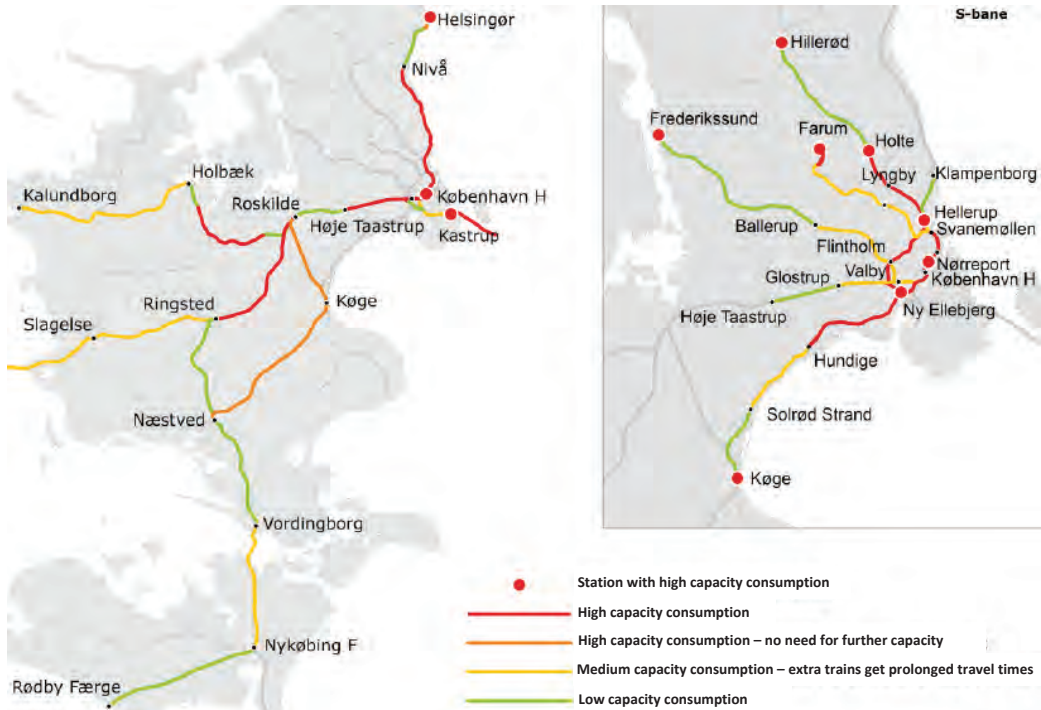 Helsingør
Nivå
Holbæk
Kalundborg
Roskilde
København H
Høje Taastrup
Kastrup
Ringsted
Køge
Slagelse
Næstved
Vordingborg
Nykøbing F
Rødby Færge
S-bane
Hillerød
Frederikssund
Farum
Holte
Lyngby
Klampenborg
Hellerup
Ballerup
Svanemøllen
Flintholm
Nørreport
Glostrup
Valby
København H
Høje Taastrup
Ny Ellebjerg
Hundige
Solrød Strand
Køge
Station with high capacity consumption
High capacity consumption
High capacity consumption – no need for further capacity
Medium capacity consumption – extra trains get prolonged travel times
Low capacity consumption